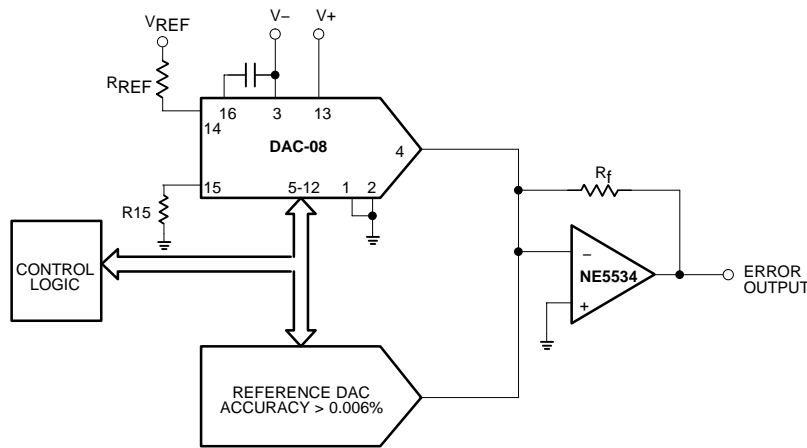 VREF
V–
V+
RREF
16
3
13
14
DAC-08
4
15
5-12
1
2
Rf
R15
CONTROL
LOGIC
–
NE5534
+
ERROR
OUTPUT
REFERENCE DAC
ACCURACY > 0.006%